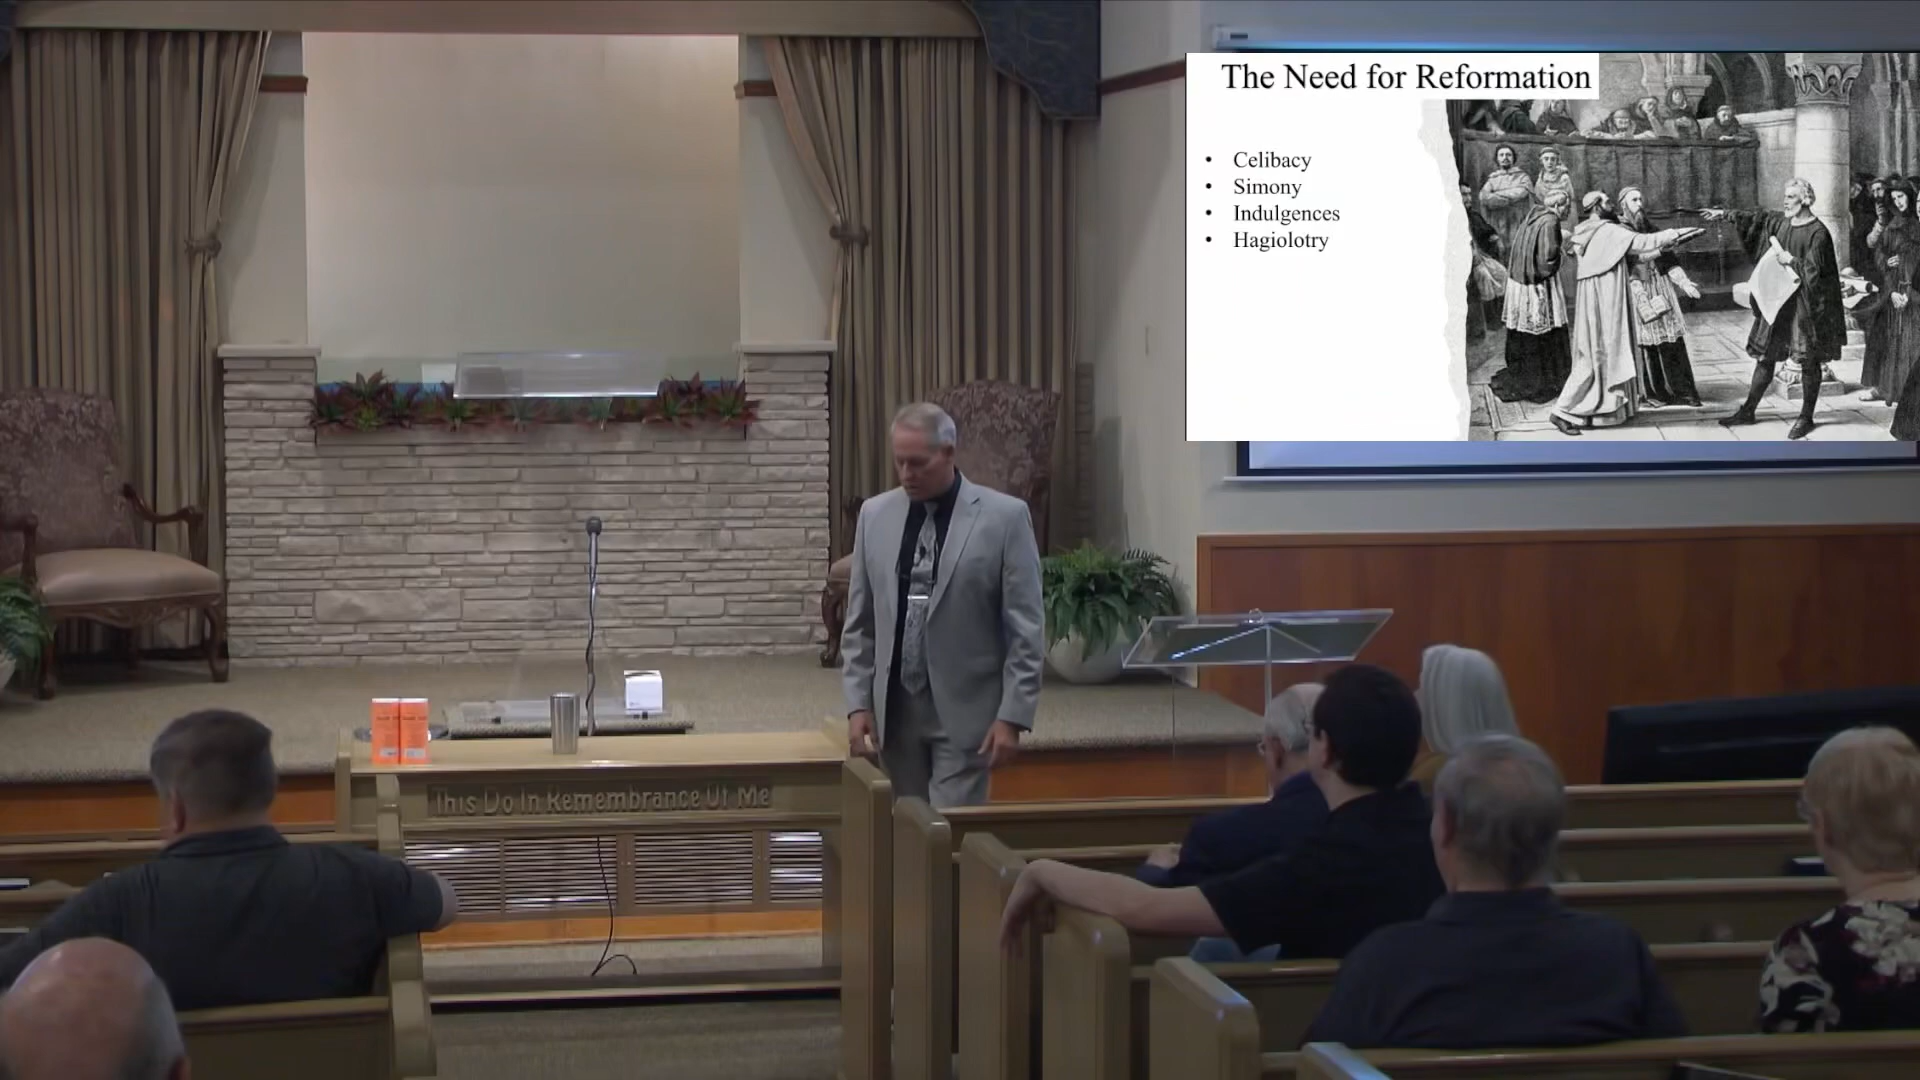 The Need for Reformation
• Celibacy
• Simony
• Indulgences
• Hagiolotry
This Do In Remembrance Of Me